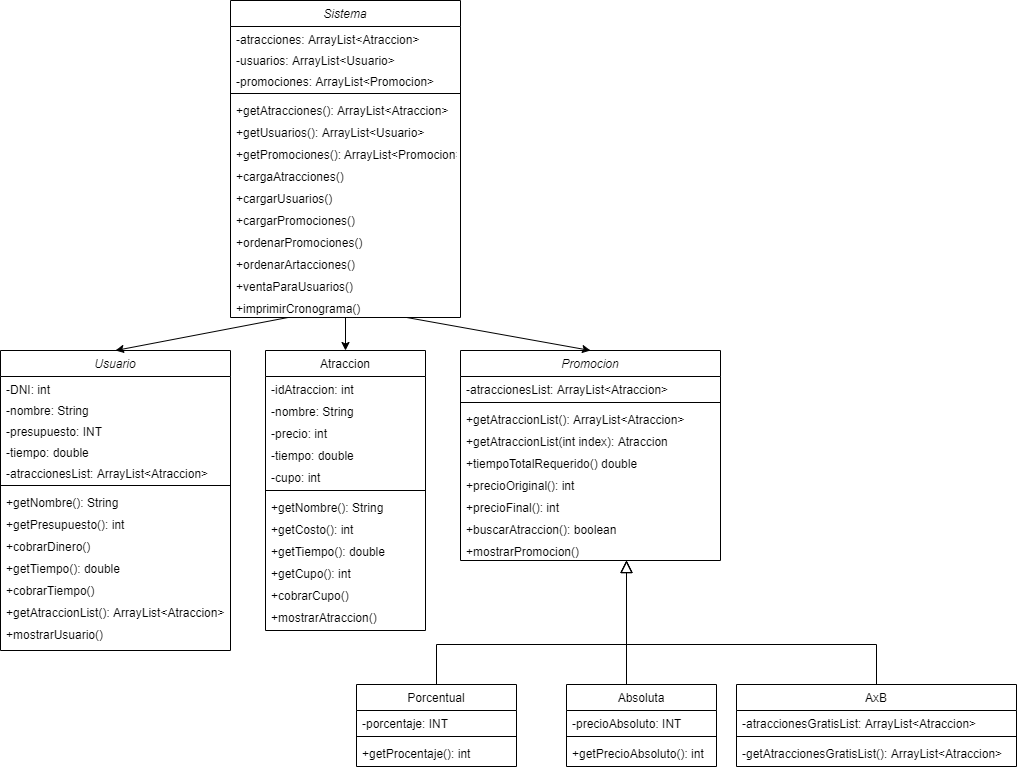 Sistema
-atracciones: ArrayList<Atraccion>
-usuarios: ArrayList<Usuario>
-promociones: ArrayList<Promocion>
+getAtracciones(): ArrayList<Atraccion>
+getUsuarios(): ArrayList<Usuario>
+getPromociones(): ArrayList<Promocion
+cargaAtracciones()
+cargarUsuarios()
+cargarPromociones()
+ordenarPromociones()
+ordenarArtacciones()
+ventaParaUsuarios()
+imprimirCronograma()
Usuario
-DNI: int
-nombre: String
-presupuesto: INT
-tiempo: double
-atraccionesList: ArrayList<Atraccion>
+getNombre(): String
+getPresupuesto(): int
+cobrarDinero()
+getTiempo(): double
+cobrarTiempo()
+getAtraccionList(): ArrayList<Atraccion>
+mostrarUsuario()
Atraccion
-idAtraccion: int
-nombre: String
-precio: int
-tiempo: double
-cupo: int
+getNombre(): String
+getCosto(): int
+getTiempo(): double
+getCupo(): int
+cobrarCupo()
+mostrarAtraccion()
Promocion
-atraccionesList: ArrayList<Atraccion>
+getAtraccionList(): ArrayList<Atraccion>
+getAtraccionList(int index): Atraccion
+tiempoTotalRequerido() double
+precioOriginal(): int
+precioFinal(): int
+buscarAtraccion(): boolean
+mostrarPromocion()
Porcentual
-porcentaje: INT
+getProcentaje(): int
Absoluta
-precioAbsoluto: INT
+getPrecioAbsoluto(): int
AxB
-atraccionesGratisList: ArrayList<Atraccion>
-getAtraccionesGratisList(): ArrayList<Atraccion>